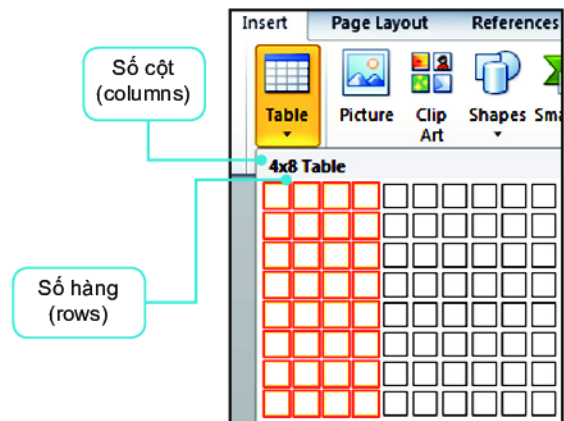 Insert Page Layout References
Số cột
(columns)
Table Picture Clip Art Shapes
4x8 Table
Số hàng
(rows)